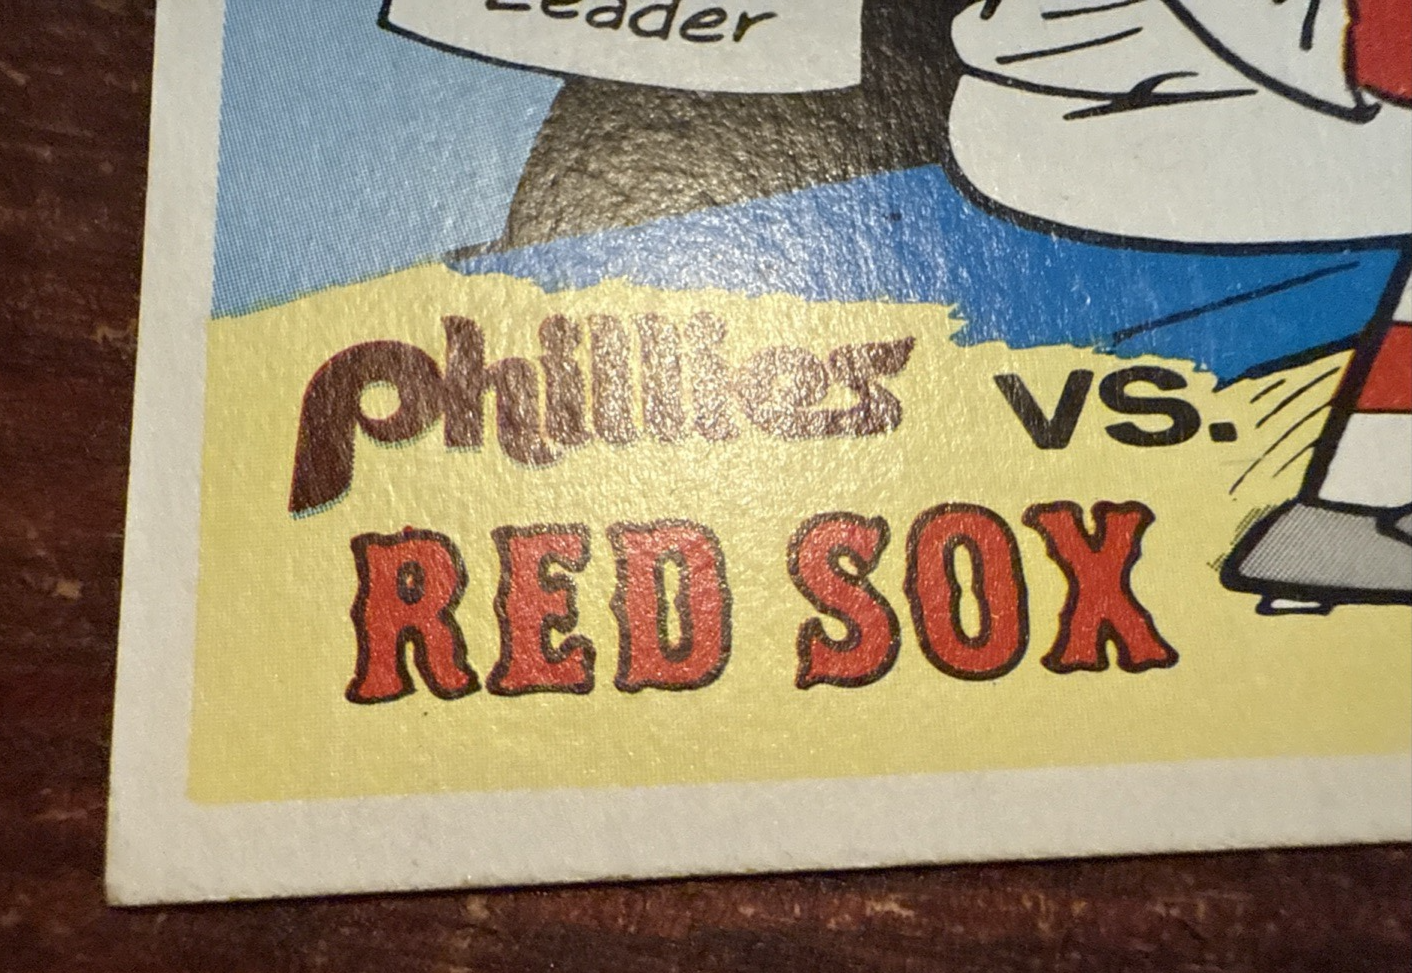 Leader
phillies vs.
RED SOX